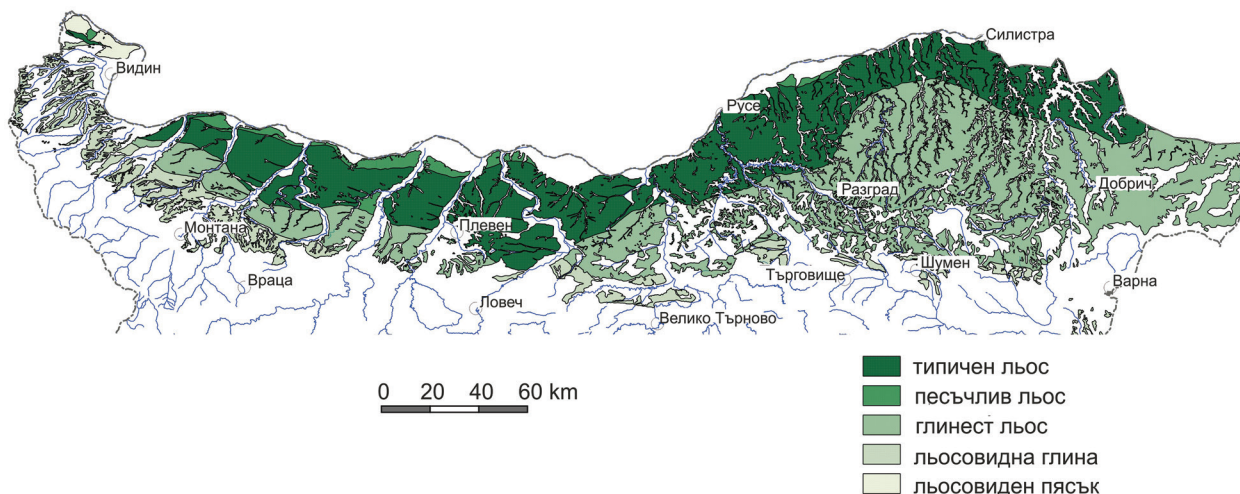 Силистра
Видин
Русе
Разград
Добрич
Монтана
Плевен
Враца
Търговище
Шумен
Варна
Ловеч
Велико Търново
0 20 40 60 km
типичен льос
песъчлив льос
глинест льос
льосовидна глина
льосовиден пясък